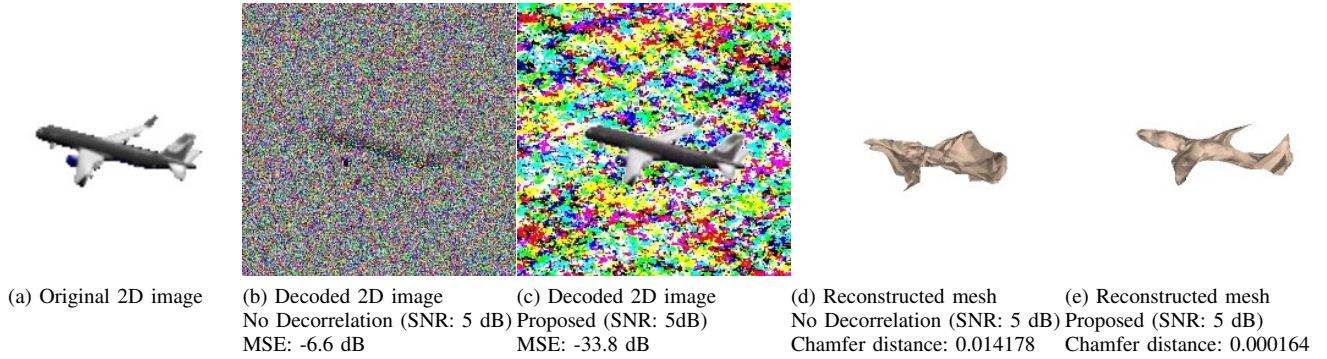 (a) Original 2D image
(b) Decoded 2D image
No Decorrelation (SNR: 5 dB)
MSE: -6.6 dB
(c) Decoded 2D image
Proposed (SNR: 5dB)
MSE: -33.8 dB
(d) Reconstructed mesh
No Decorrelation (SNR: 5 dB)
Chamfer distance: 0.014178
(e) Reconstructed mesh
Proposed (SNR: 5 dB)
Chamfer distance: 0.000164